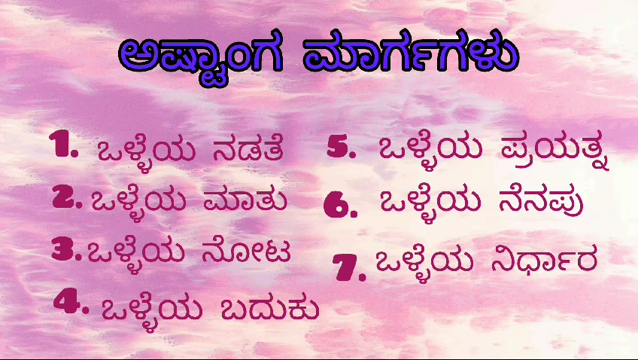 ಅಷ್ಟಾಂಗ ಮಾರ್ಗಗಳು
1. ಒಳ್ಳೆಯ ನಡತೆ
2. ಒಳ್ಳೆಯ ಮಾತು
3. ಒಳ್ಳೆಯ ನೋಟ
4. ಒಳ್ಳೆಯ ಬದುಕು
5. ಒಳ್ಳೆಯ ಪ್ರಯತ್ನ
6. ಒಳ್ಳೆಯ ನೆನಪು
7. ಒಳ್ಳೆಯ ನಿರ್ಧಾರ